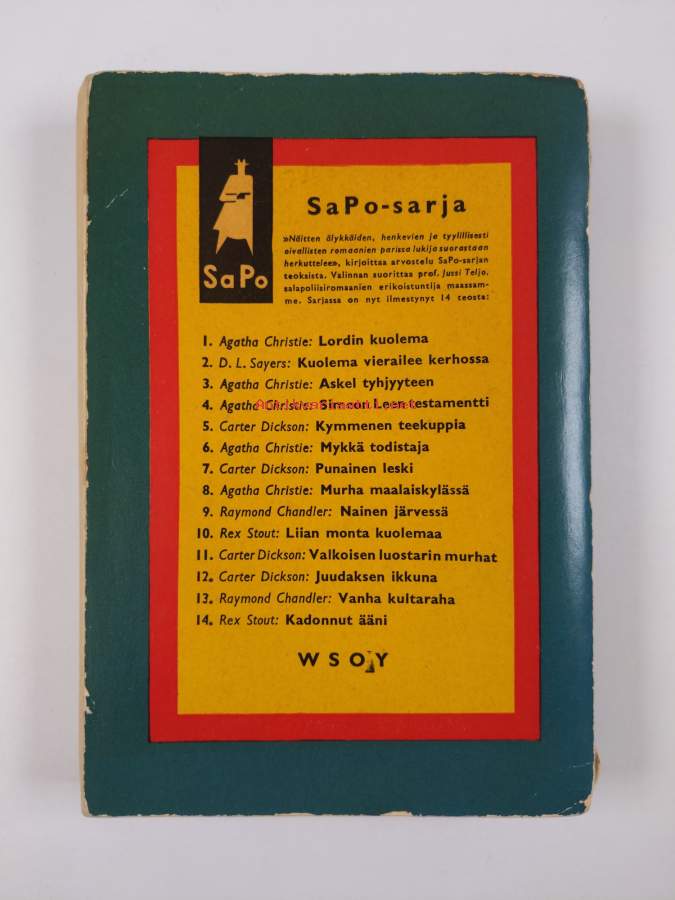 SaPo
SaPo-sarja
»Näitten älykkäiden, henkevien ja tyylillisesti
oivallisten romaanien parissa lukija suorastaan
herkuttelee», kirjoittaa arvostelu SaPo-sarjan
teoksista. Valinnan suorittaa prof. Jussi Teljo,
salapoliisiromaanien erikoistuntija maassam-
me. Sarjassa on nyt ilmestynyt 14 teosta:
1. Agatha Christie: Lordin kuolema
2. D. L. Sayers: Kuolema vierailee kerhossa
3. Agatha Christie: Askel tyhjyyteen
4. Agatha Christie: Simeon Leen testamentti
5. Carter Dickson: Kymmenen teekuppia
6. Agatha Christie: Mykkä todistaja
7. Carter Dickson: Punainen leski
8. Agatha Christie: Murha maalaiskylässä
9. Raymond Chandler: Nainen järvessä
10. Rex Stout: Liian monta kuolemaa
11. Carter Dickson: Valkoisen luostarin murhat
12. Carter Dickson: Juudaksen ikkuna
13. Raymond Chandler: Vanha kultaraha
14. Rex Stout: Kadonnut ääni
WSOY